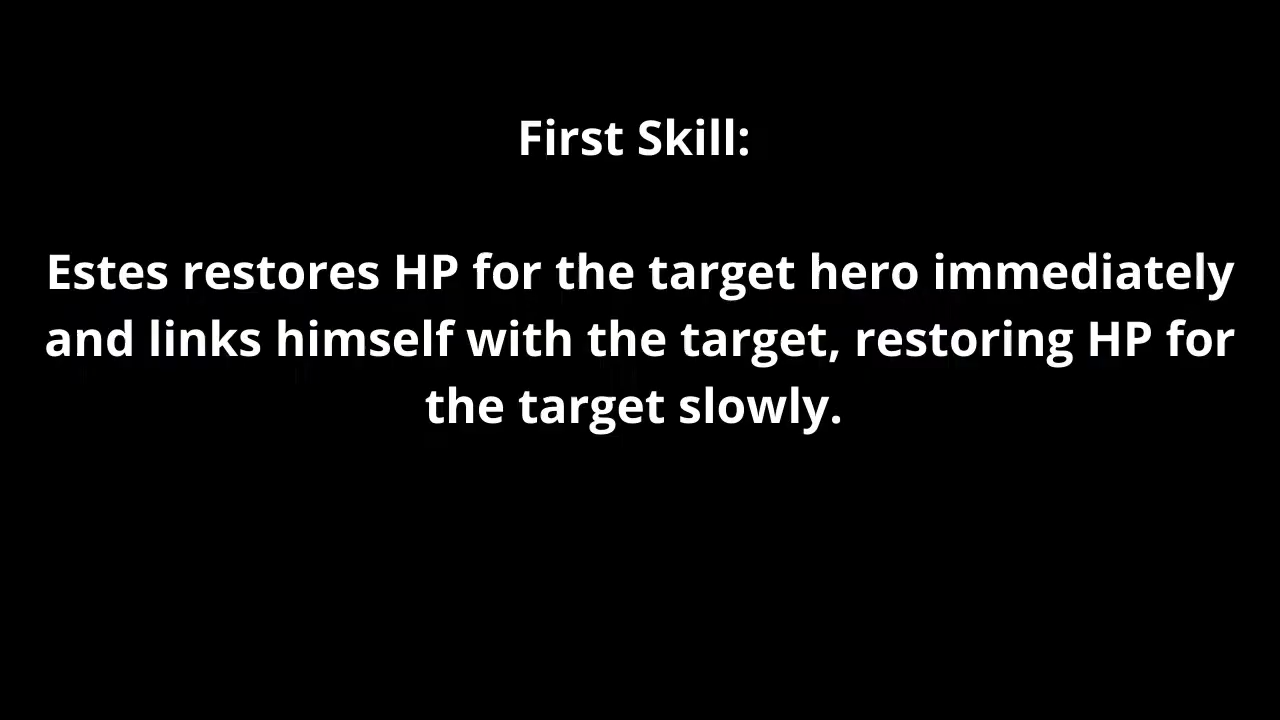 First Skill:
Estes restores HP for the target hero immediately
and links himself with the target, restoring HP for
the target slowly.